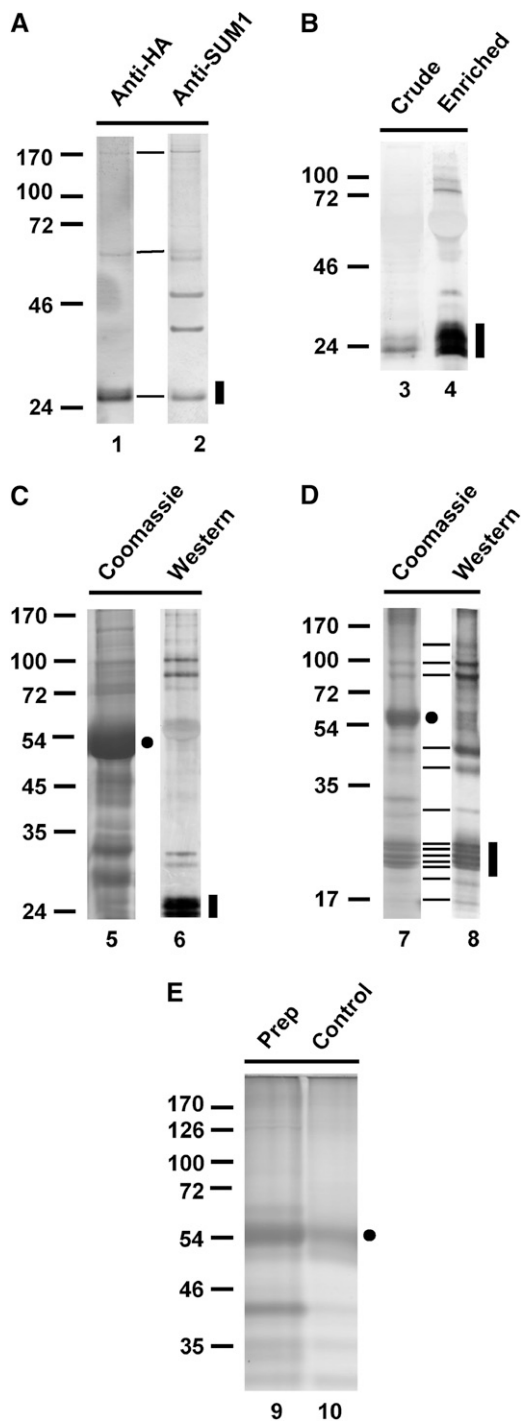 A
Anti-HA
Anti-SUM1
170
100
72
46
24
1
2
B
Crude
Enriched
100
72
46
24
3
4
C
Coomassie
Western
170
100
72
54
45
35
24
5
6
D
Coomassie
Western
170
100
72
54
35
17
7
8
E
Prep
Control
170
126
100
72
54
46
35
9
10